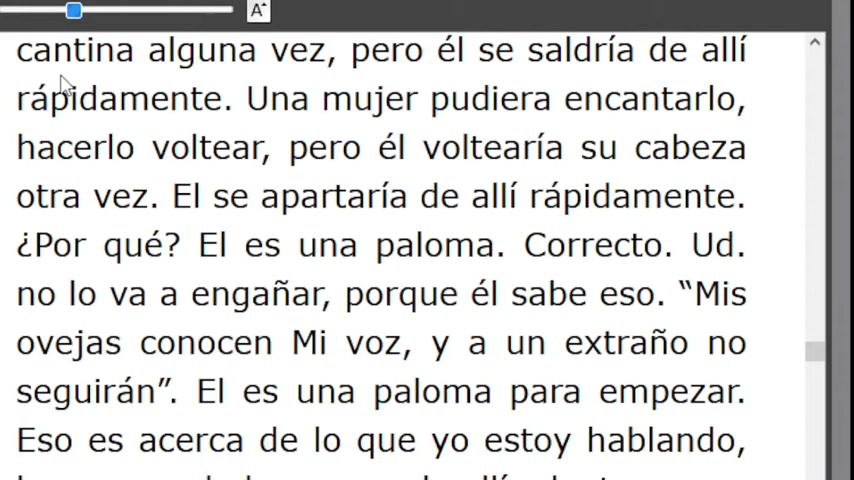 A
cantina alguna vez, pero él se saldría de allí
rápidamente. Una mujer pudiera encantarlo,
hacerlo voltear, pero él voltearía su cabeza
otra vez. El se apartaría de allí rápidamente.
¿Por qué? El es una paloma. Correcto. Ud.
no lo va a engañar, porque él sabe eso. “Mis
ovejas conocen Mi voz, y a un extraño no
seguirán”. El es una paloma para empezar.
Eso es acerca de lo que yo estoy hablando,